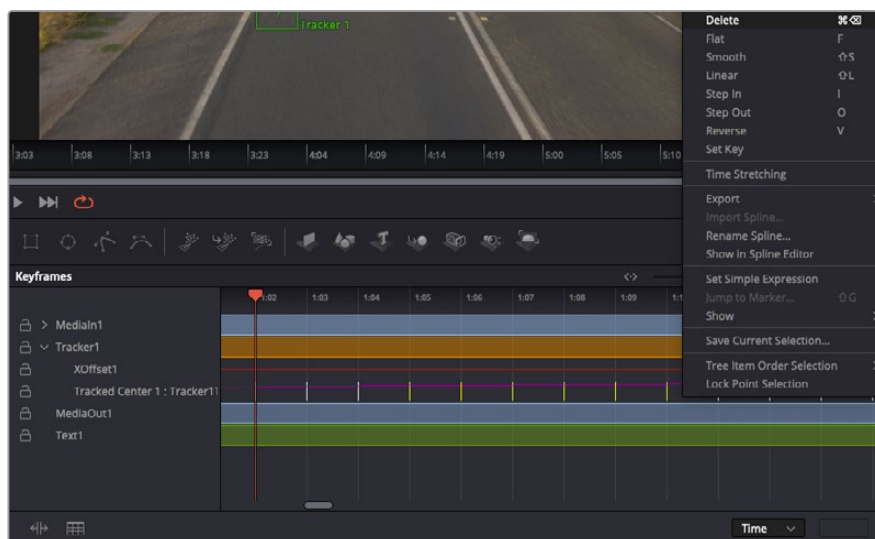 Tracker 1
Delete ⌘⌫
Flat F
Smooth ⇧S
Linear ⇧L
Step In I
Step Out O
Reverse V
Set Key
Time Stretching
Export
Import Spline...
Rename Spline...
Show in Spline Editor
Set Simple Expression
Jump to Marker... ⇧G
Show
Save Current Selection...
Tree Item Order Selection
Lock Point Selection
3:03 3:08 3:13 3:18 3:23 4:04 4:09 4:14 4:19 5:00 5:05 5:10
Keyframes
1:02 1:03 1:04 1:05 1:06 1:07 1:08 1:09
MediaIn1
Tracker1
XOffset1
Tracked Center 1 : Tracker1
MediaOut1
Text1
Time